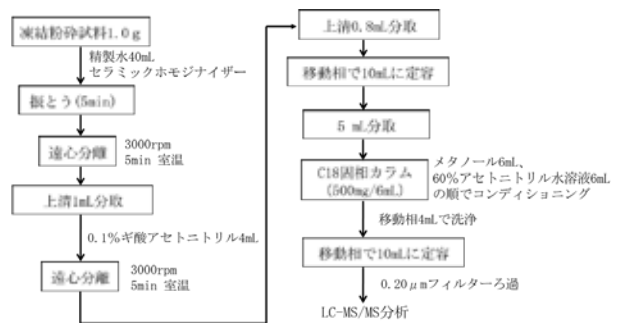 凍結粉砕試料1.0g
精製水40mL
セラミックホモジナイザー
振とう(5min)
遠心分離
3000rpm
5min 室温
上清1mL分取
0.1%ギ酸アセトニトリル4mL
遠心分離
3000rpm
5min 室温
上清0.8mL分取
移動相で10mLに定容
5 mL分取
C18固相カラム
(500mg/6mL)
メタノール6mL、
60%アセトニトリル水溶液6mL
の順でコンディショニング
移動相4mLで洗浄
移動相で10mLに定容
0.20μmフィルターろ過
LC-MS/MS分析